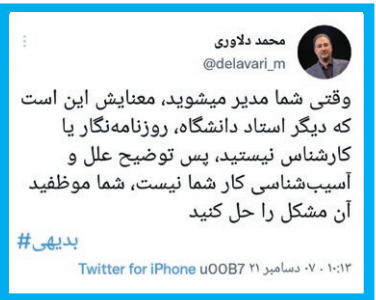 محمد دلاوری
@delavari_m
وقتی شما مدیر میشوید، معنایش این است
که دیگر استاد دانشگاه، روزنامه‌نگار یا
کارشناس نیستید، پس توضیح علل و
آسیب‌شناسی کار شما نیست، شما موظفید
آن مشکل را حل کنید
#بدیهی
۱۰:۱۳ · ۰۷ دسامبر ۲۱ u00B7 Twitter for iPhone